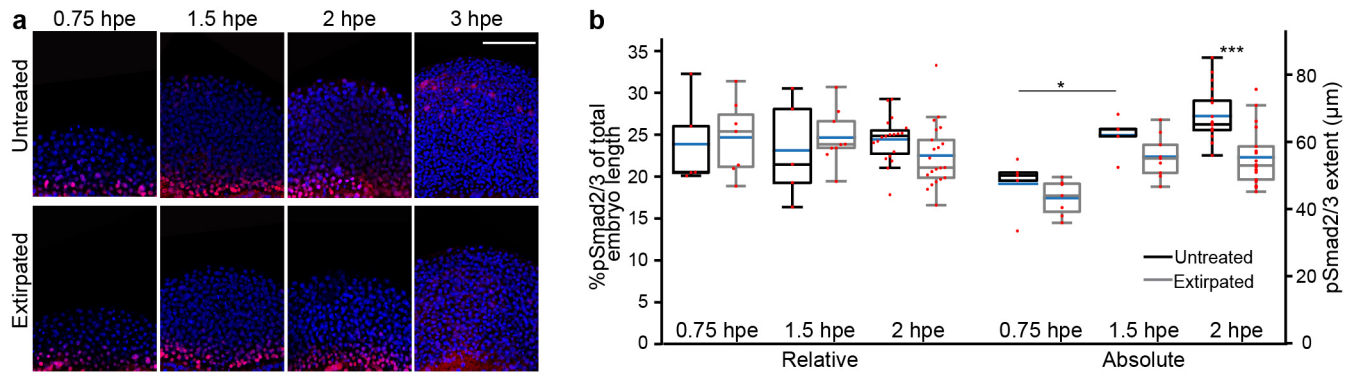 a
0.75 hpe 1.5 hpe 2 hpe 3 hpe
Untreated
Extirpated
b
%pSmad2/3 of total
embryo length
35
30
25
20
15
10
5
0
*
***
Untreated
Extirpated
0.75 hpe 1.5 hpe 2 hpe 0.75 hpe 1.5 hpe 2 hpe
Relative Absolute
80
60
40
20
0
pSmad2/3 extent (μm)